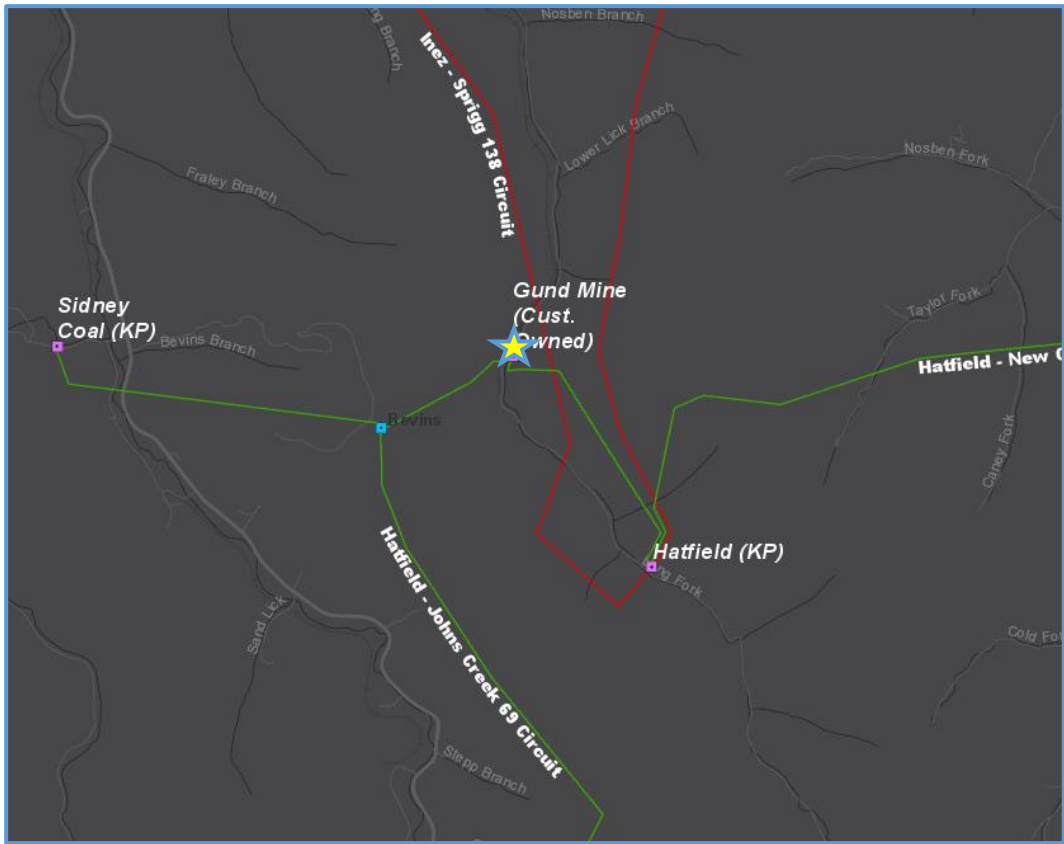 Nosben Branch
Inez - Sprigg 138 Circuit
Lower Lick Branch
Nosben Fork
Fraley Branch
Gund Mine
(Cust.
Owned)
Sidney
Coal (KP)
Taylor Fork
Bevins Branch
Hatfield - New
Bevins
Caney Fork
Hatfield (KP)
Hatfield - Johns Creek 69 Circuit
Sand Lick
Stepp Branch